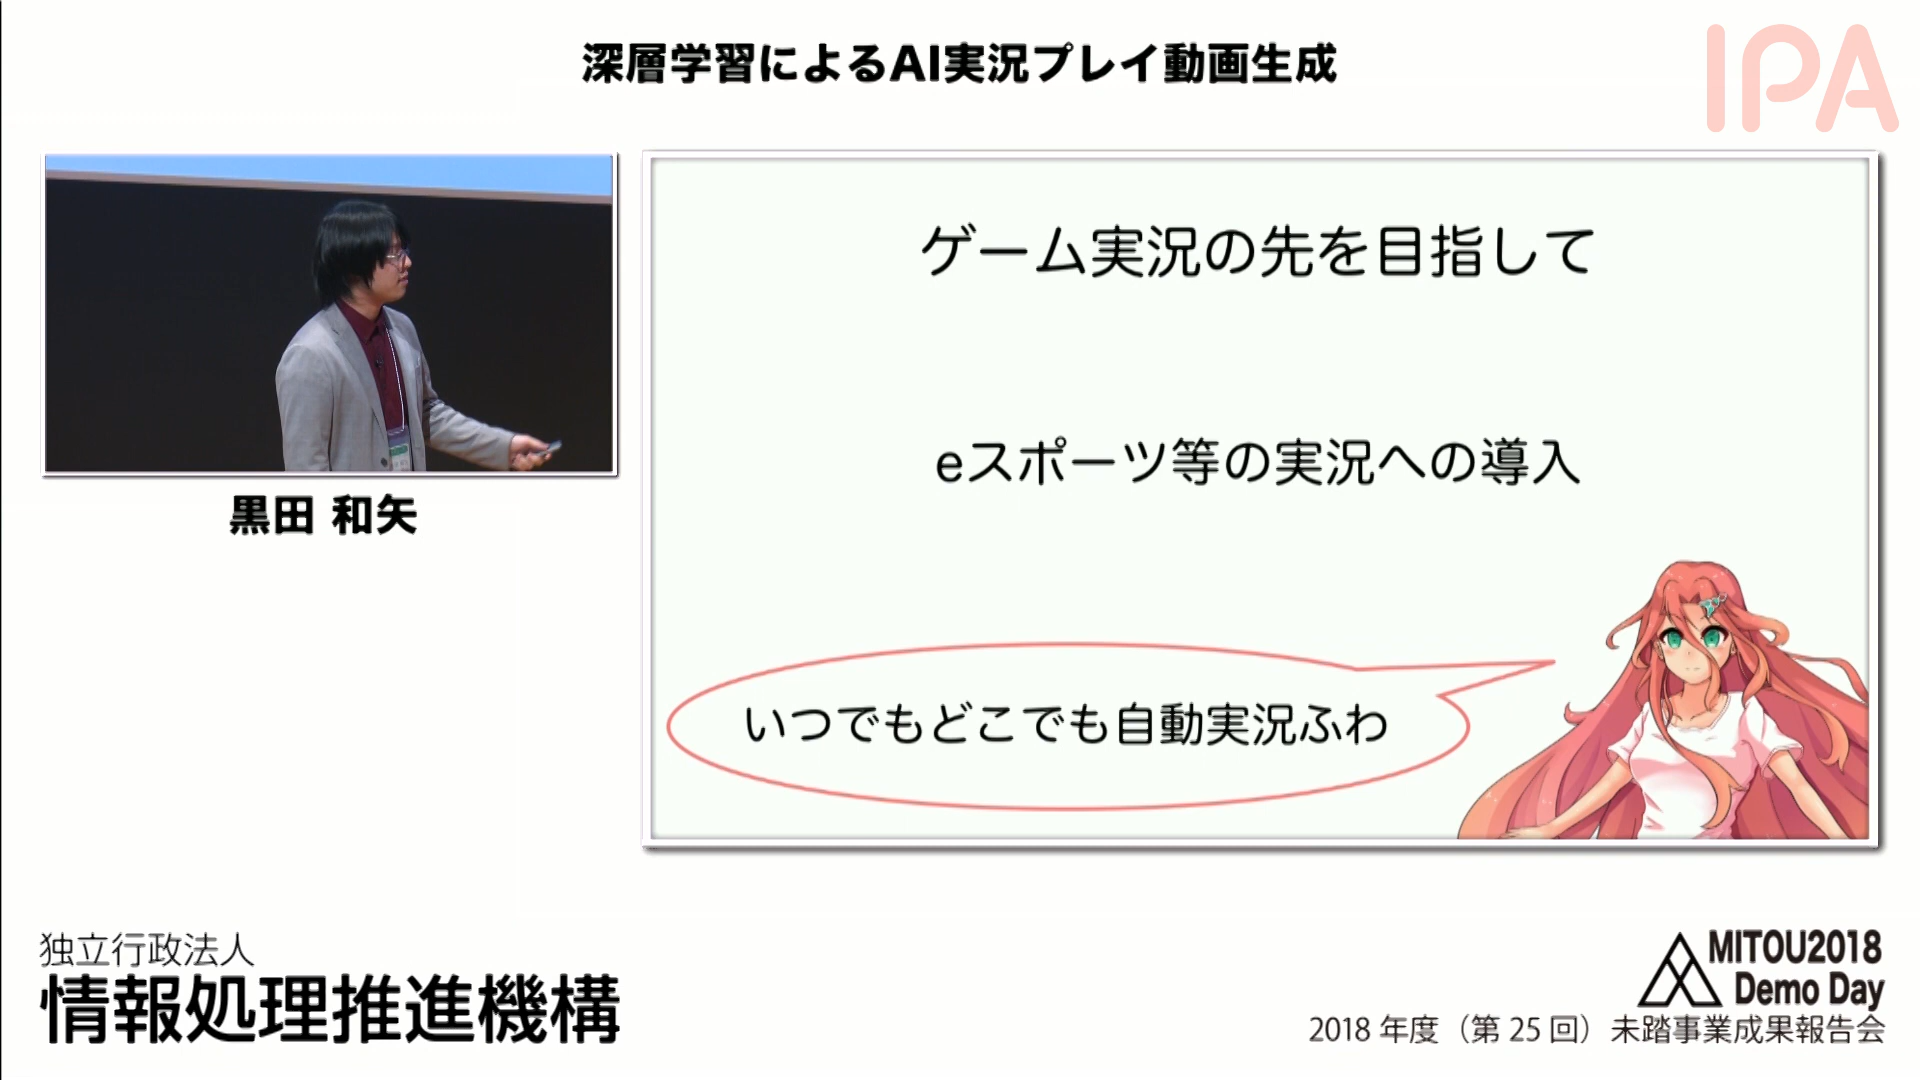 深層学習によるAI実況プレイ動画生成
IPA
ゲーム実況の先を目指して
eスポーツ等の実況への導入
いつでもどこでも自動実況ふわ
黒田 和矢
独立行政法人
情報処理推進機構
MITOU2018
Demo Day
2018 年度（第 25 回）未踏事業成果報告会